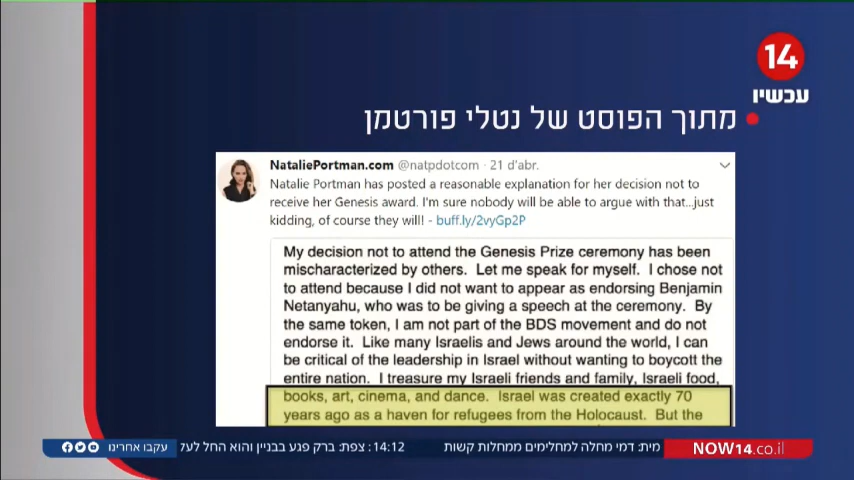 14
עכשיו
מתוך הפוסט של נטלי פורטמן
NataliePortman.com @natpdotcom · 21 d'abr.
Natalie Portman has posted a reasonable explanation for her decision not to
receive her Genesis award. I'm sure nobody will be able to argue with that...just
kidding, of course they will! - buff.ly/2vyGp2P
My decision not to attend the Genesis Prize ceremony has been
mischaracterized by others. Let me speak for myself. I chose not
to attend because I did not want to appear as endorsing Benjamin
Netanyahu, who was to be giving a speech at the ceremony. By
the same token, I am not part of the BDS movement and do not
endorse it. Like many Israelis and Jews around the world, I can
be critical of the leadership in Israel without wanting to boycott the
entire nation. I treasure my Israeli friends and family, Israeli food,
books, art, cinema, and dance. Israel was created exactly 70
years ago as a haven for refugees from the Holocaust. But the
NOW14.co.il
מית: דמי מחלה למחלימים ממחלות קשות
14:12: צפת: ברק פגע בבניין והוא החל לעל
עקבו אחרינו